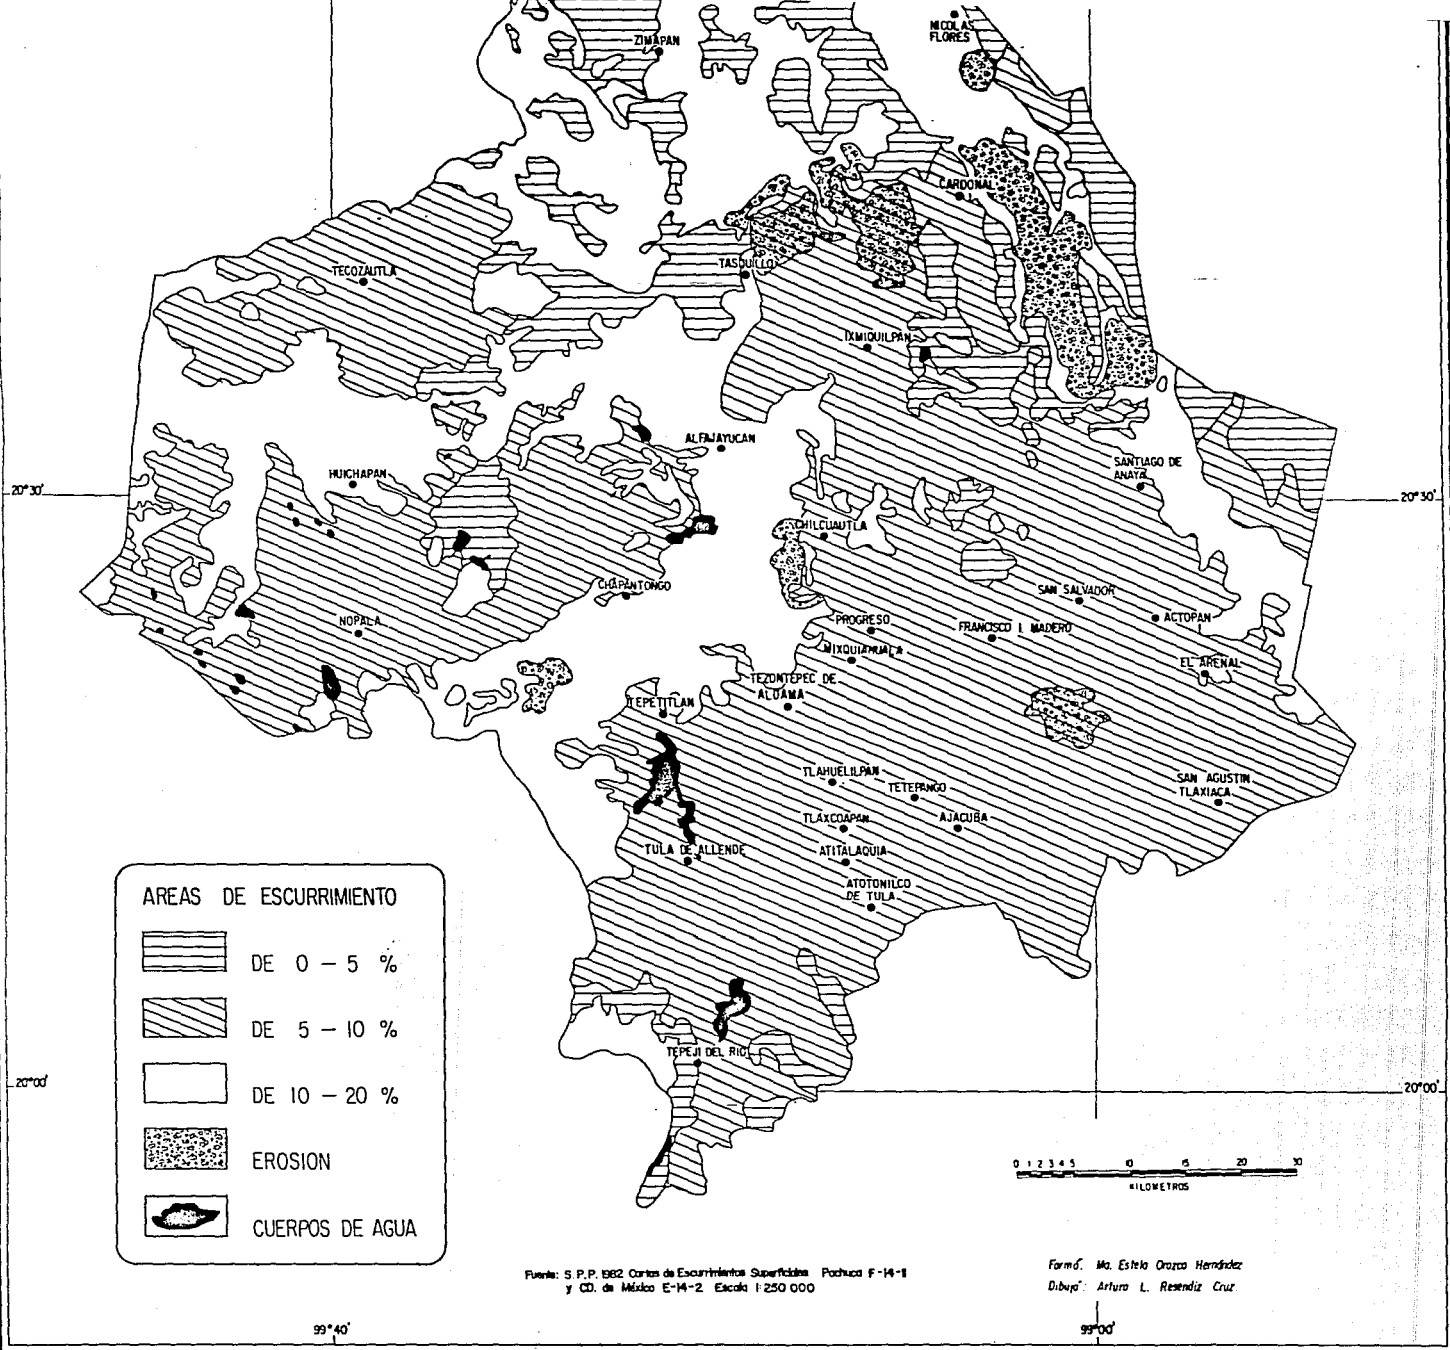 NICOLAS
FLORES
ZIMAPAN
CARDONAL
TECOZAUTLA
TASQUILLO
IXMIQUILPAN
ALFAJAYUCAN
SANTIAGO DE
ANAYA
HUICHAPAN
20°30'
20°30'
CHILCUAUTLA
CHAPANTONGO
SAN SALVADOR
NOPALA
PROGRESO
FRANCISCO I. MADERO
ACTOPAN
MIXQUIAHUALA
EL ARENAL
TEZONTEPEC DE
ALDAMA
TEPETITLAN
TLAHUELILPAN
TETEPANGO
SAN AGUSTIN
TLAXIACA
TLAXCOAPAN
AJACUBA
TULA DE ALLENDE
ATITALAQUIA
ATOTONILCO
DE TULA
TEPEJI DEL RIO
AREAS DE ESCURRIMIENTO
DE 0 – 5 %
DE 5 – 10 %
DE 10 – 20 %
EROSION
CUERPOS DE AGUA
20°00'
20°00'
0 1 2 3 4 5 10 15 20 30
KILOMETROS
Fuente: S.P.P. 1982 Cartas de Escurrimientos Superficiales Pachuca F-14-11
y CD. de México E-14-2 Escala 1:250 000
Formó: Ma. Estela Orozco Hernández
Dibujó: Arturo L. Resendiz Cruz
99°40'
99°00'